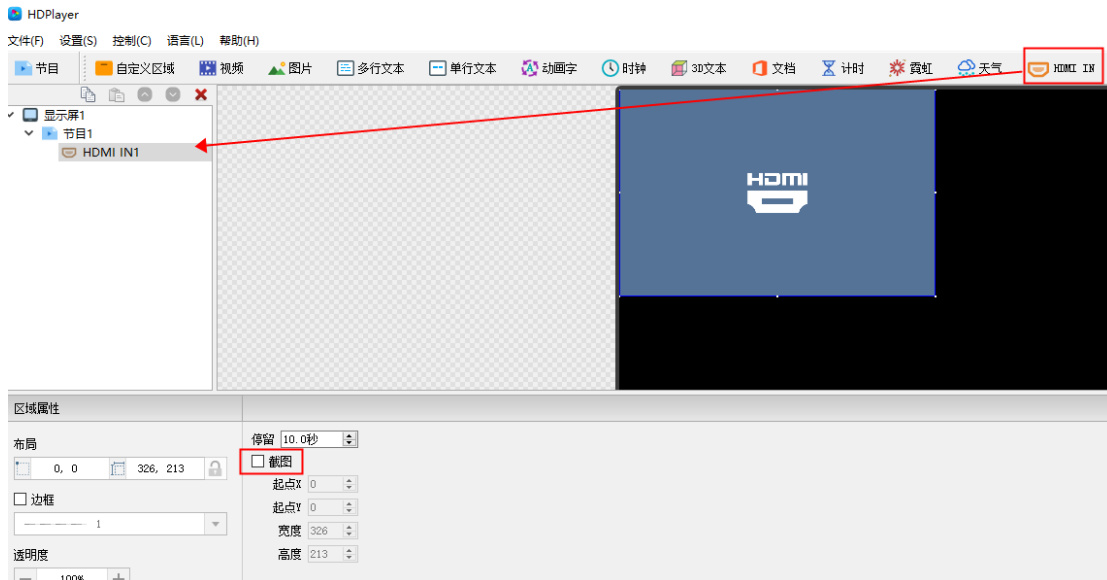 HDPlayer
文件(F) 设置(S) 控制(C) 语言(L) 帮助(H)
节目 自定义区域 视频 图片 多行文本 单行文本 动画字 时钟 3D文本 文档 计时 霓虹 天气 HDMI IN
显示屏1
节目1
HDMI IN1
HDMI
区域属性
布局
0, 0 326, 213
边框
1
透明度
100%
停留 10.0秒
截图
起点X 0
起点Y 0
宽度 326
高度 213